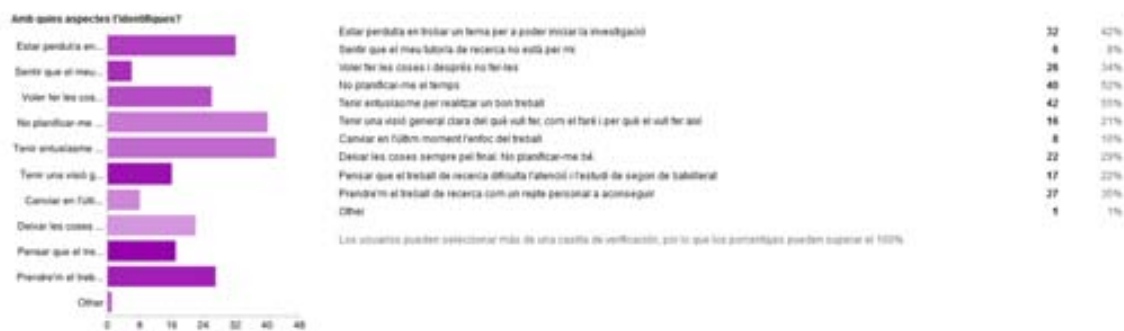 Amb quins aspectes t'identifiques?
Estar perdut/a en...
Sentir que el meu...
Voler fer les cos...
No planificar-me ...
Tenir entusiasme ...
Tenir una visió g...
Canviar en l'últi...
Deixar les coses ...
Pensar que el tre...
Prendre'm el treb...
Other
0 8 16 24 32 40 48
Estar perdut/a en trobar un tema per a poder iniciar la investigació 32 42%
Sentir que el meu tutor/a de recerca no està per mi 6 8%
Voler fer les coses i després no fer-les 26 34%
No planificar-me el temps 40 52%
Tenir entusiasme per realitzar un bon treball 42 55%
Tenir una visió general clara del què vull fer, com el faré i per què el vull fer així 16 21%
Canviar en l'últim moment l'enfoc del treball 8 10%
Deixar les coses sempre pel final. No planificar-me bé. 22 29%
Pensar que el treball de recerca dificulta l'atenció i l'estudi de segon de batxillerat 17 22%
Prendre'm el treball de recerca com un repte personal a aconseguir 27 35%
Other 1 1%
Los usuarios pueden seleccionar más de una casilla de verificación, por lo que los porcentajes pueden superar el 100%.